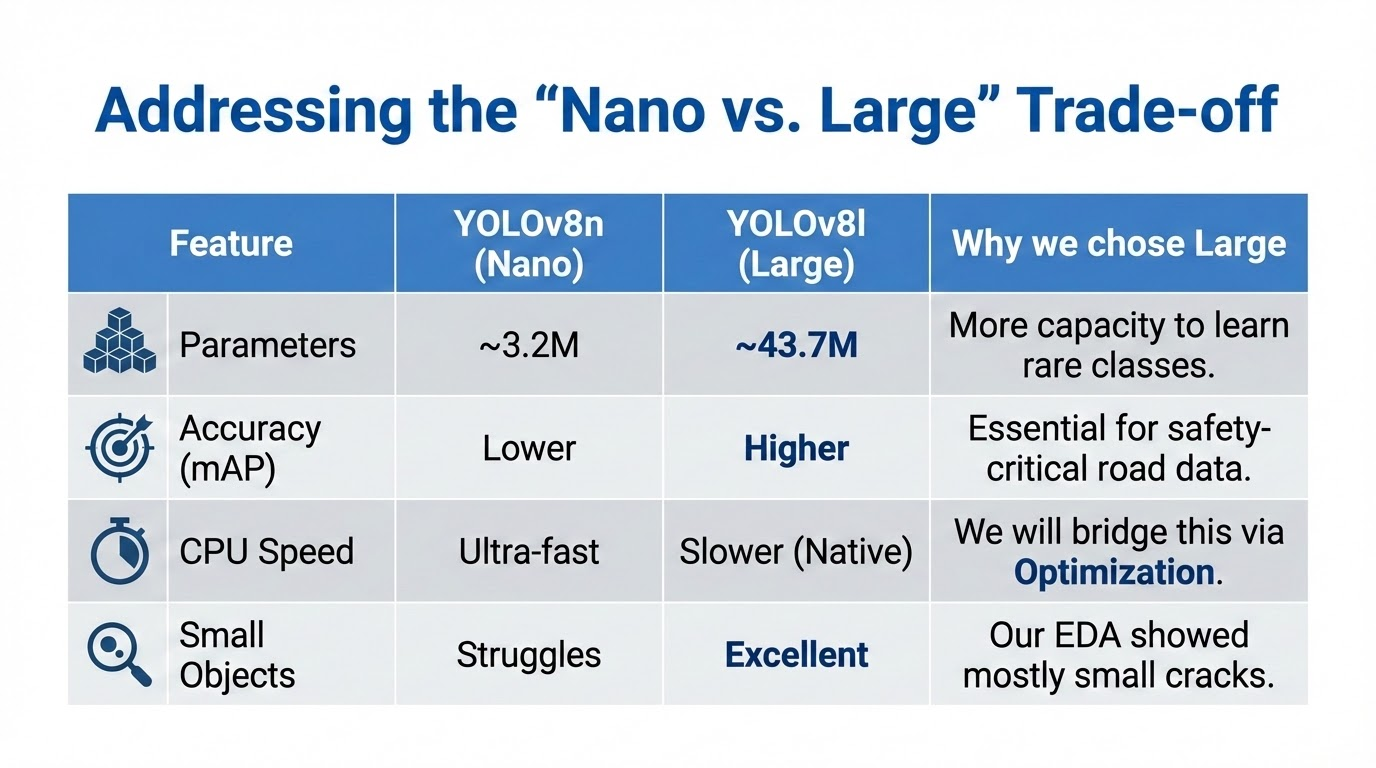 Addressing the “Nano vs. Large” Trade-off
Feature
YOLOv8n
(Nano)
YOLOv8l
(Large)
Why we chose Large
Parameters
~3.2M
~43.7M
More capacity to learn
rare classes.
Accuracy
(mAP)
Lower
Higher
Essential for safety-
critical road data.
CPU Speed
Ultra-fast
Slower (Native)
We will bridge this via
Optimization.
Small
Objects
Struggles
Excellent
Our EDA showed
mostly small cracks.